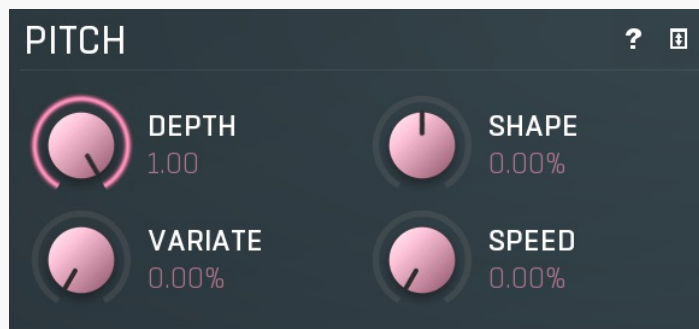 PITCH ?
DEPTH
1.00
SHAPE
0.00%
VARIATE
0.00%
SPEED
0.00%